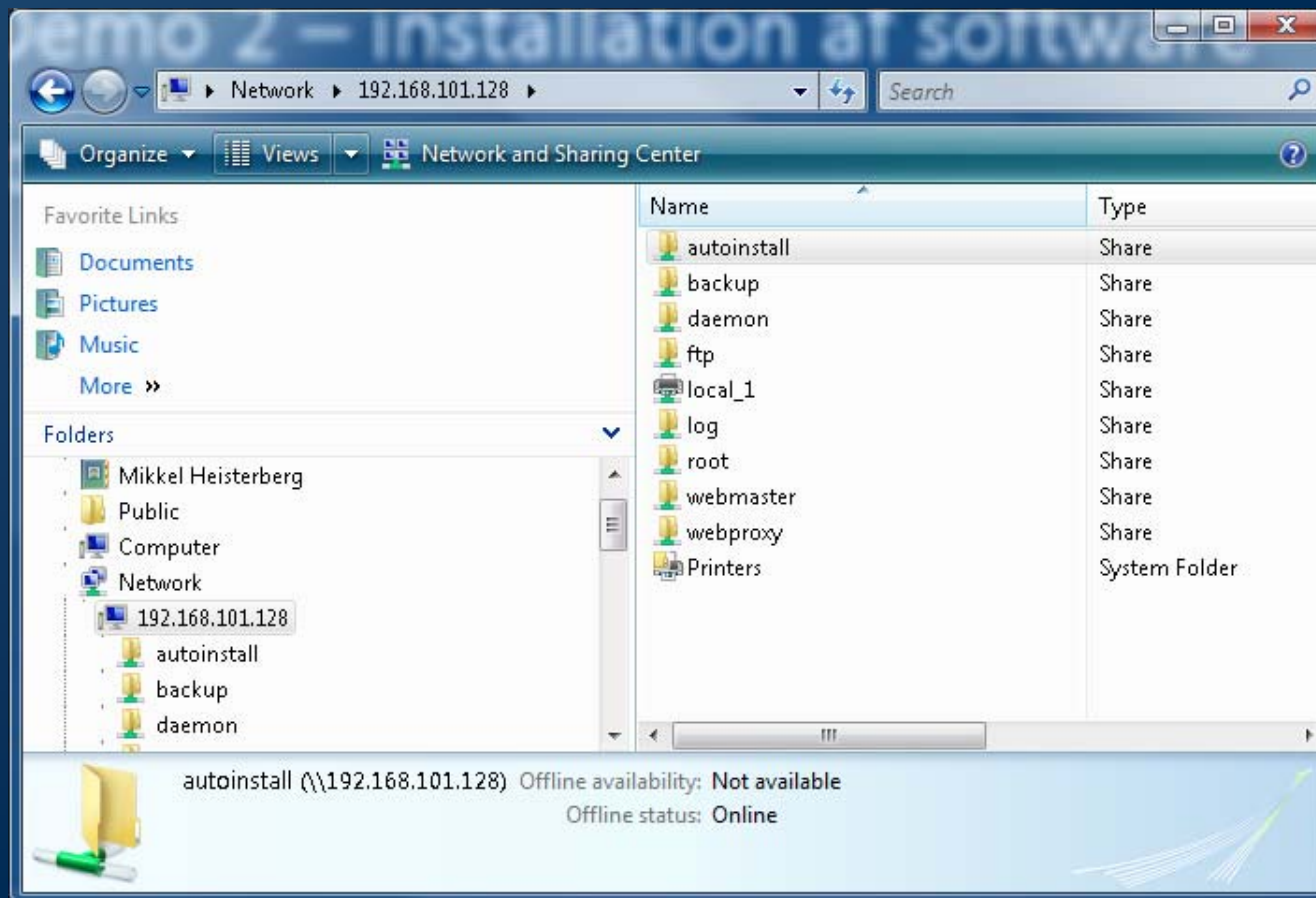 Demo 2 – installation af software
Network 192.168.101.128
Search
Organize Views Network and Sharing Center
Favorite Links
Documents
Pictures
Music
More »
Folders
Mikkel Heisterberg
Public
Computer
Network
192.168.101.128
autoinstall
backup
daemon
Name Type
autoinstall Share
backup Share
daemon Share
ftp Share
local_1 Share
log Share
root Share
webmaster Share
webproxy Share
Printers System Folder
autoinstall (\\192.168.101.128) Offline availability: Not available
Offline status: Online